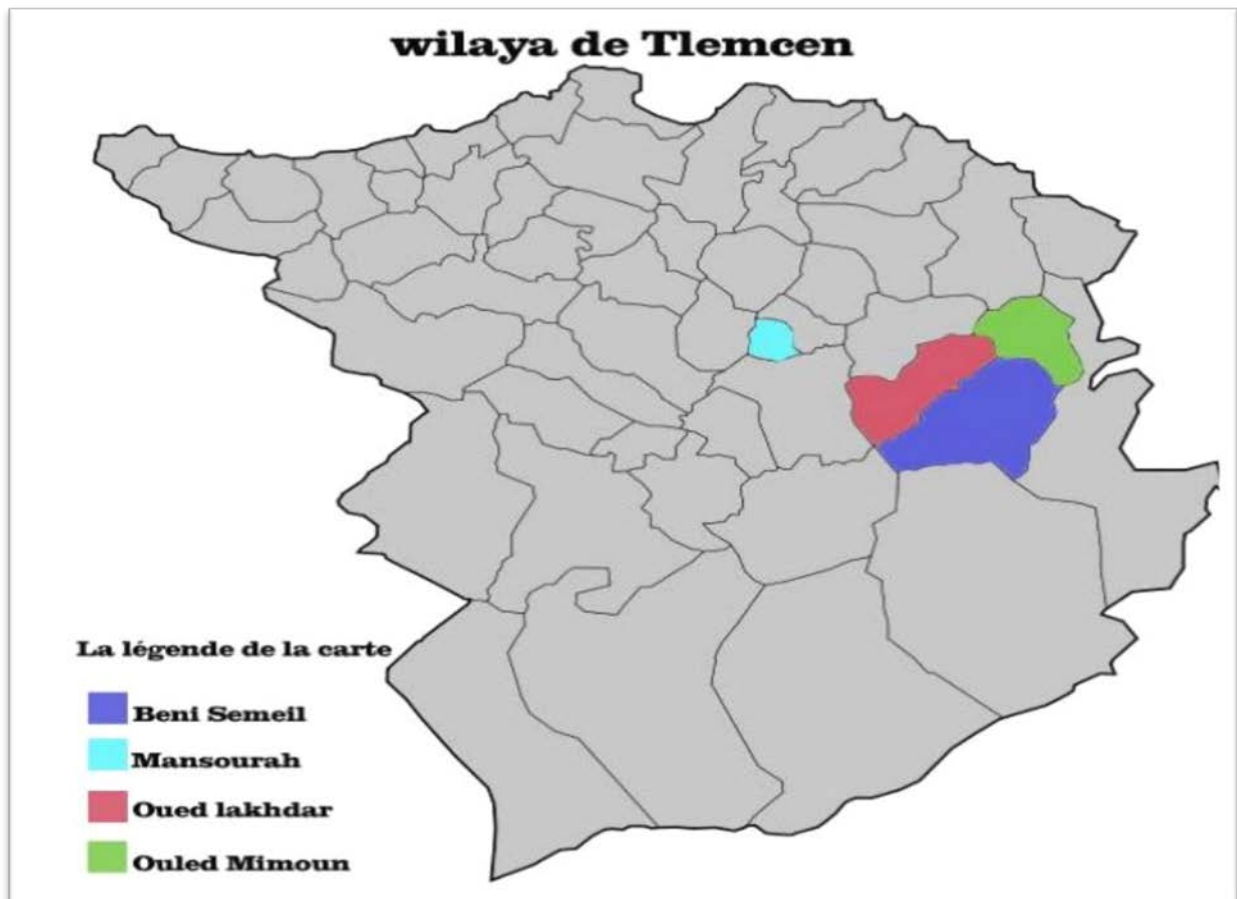 wilaya de Tlemcen
La légende de la carte
Beni Semeil
Mansourah
Oued lakhdar
Ouled Mimoun